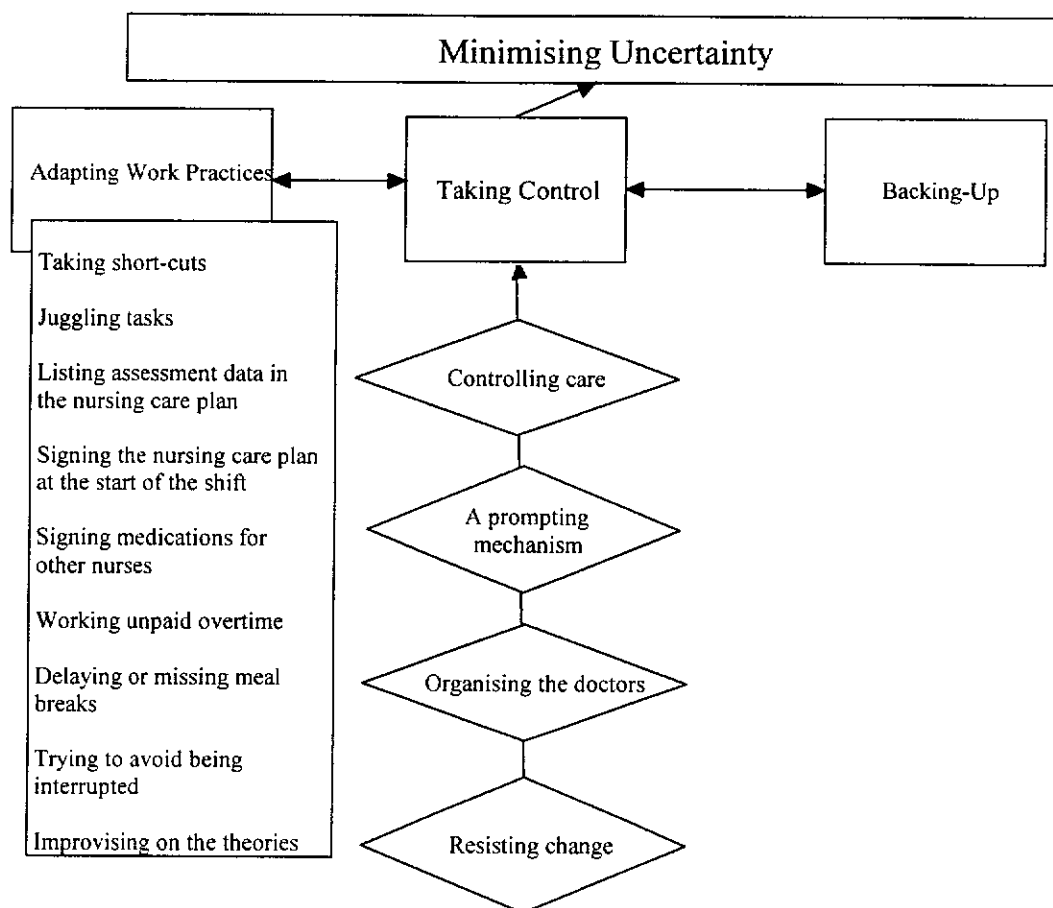 Minimising Uncertainty
Adapting Work Practices
Taking Control
Backing-Up
Taking short-cuts
Juggling tasks
Listing assessment data in
the nursing care plan
Signing the nursing care plan
at the start of the shift
Signing medications for
other nurses
Working unpaid overtime
Delaying or missing meal
breaks
Trying to avoid being
interrupted
Improvising on the theories
Controlling care
A prompting
mechanism
Organising the doctors
Resisting change